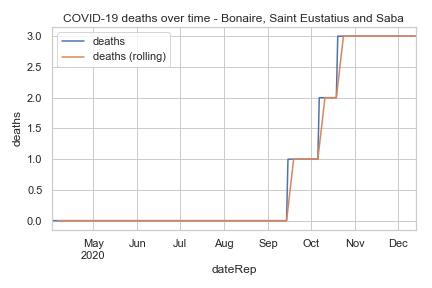 COVID-19 deaths over time - Bonaire, Saint Eustatius and Saba
deaths
deaths (rolling)
3.0
2.5
2.0
1.5
1.0
0.5
0.0
deaths
May Jun Jul Aug Sep Oct Nov Dec
2020
dateRep